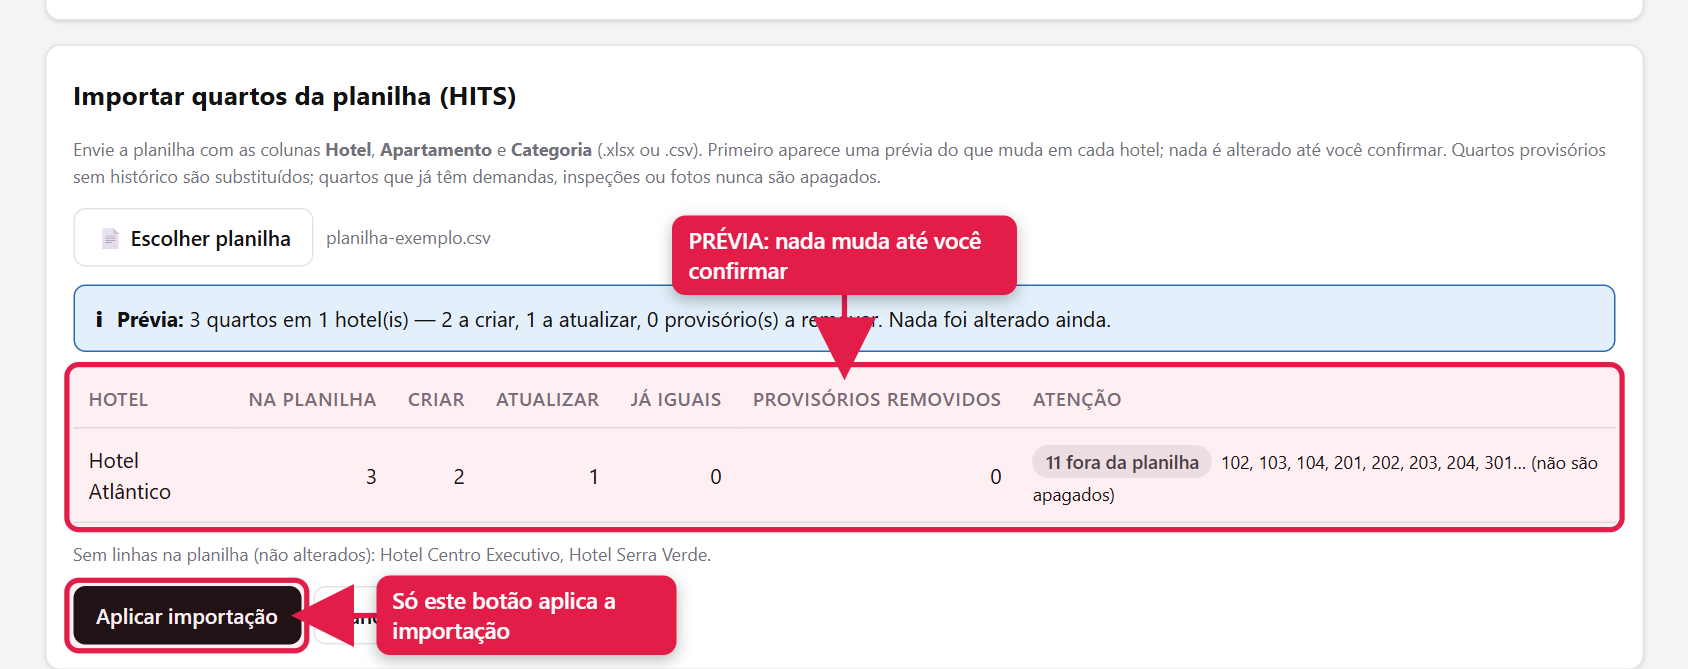 Importar quartos da planilha (HITS)
Envie a planilha com as colunas Hotel, Apartamento e Categoria (.xlsx ou .csv). Primeiro aparece uma prévia do que muda em cada hotel; nada é alterado até você confirmar. Quartos provisórios
sem histórico são substituídos; quartos que já têm demandas, inspeções ou fotos nunca são apagados.
Escolher planilha planilha-exemplo.csv
PRÉVIA: nada muda até você
confirmar
Prévia: 3 quartos em 1 hotel(is) — 2 a criar, 1 a atualizar, 0 provisório(s) a . Nada foi alterado ainda.
HOTEL NA PLANILHA CRIAR ATUALIZAR JÁ IGUAIS PROVISÓRIOS REMOVIDOS ATENÇÃO
Hotel
Atlântico 3 2 1 0 0 11 fora da planilha 102, 103, 104, 201, 202, 203, 204, 301... (não são
apagados)
Sem linhas na planilha (não alterados): Hotel Centro Executivo, Hotel Serra Verde.
Aplicar importação
Só este botão aplica a
importação